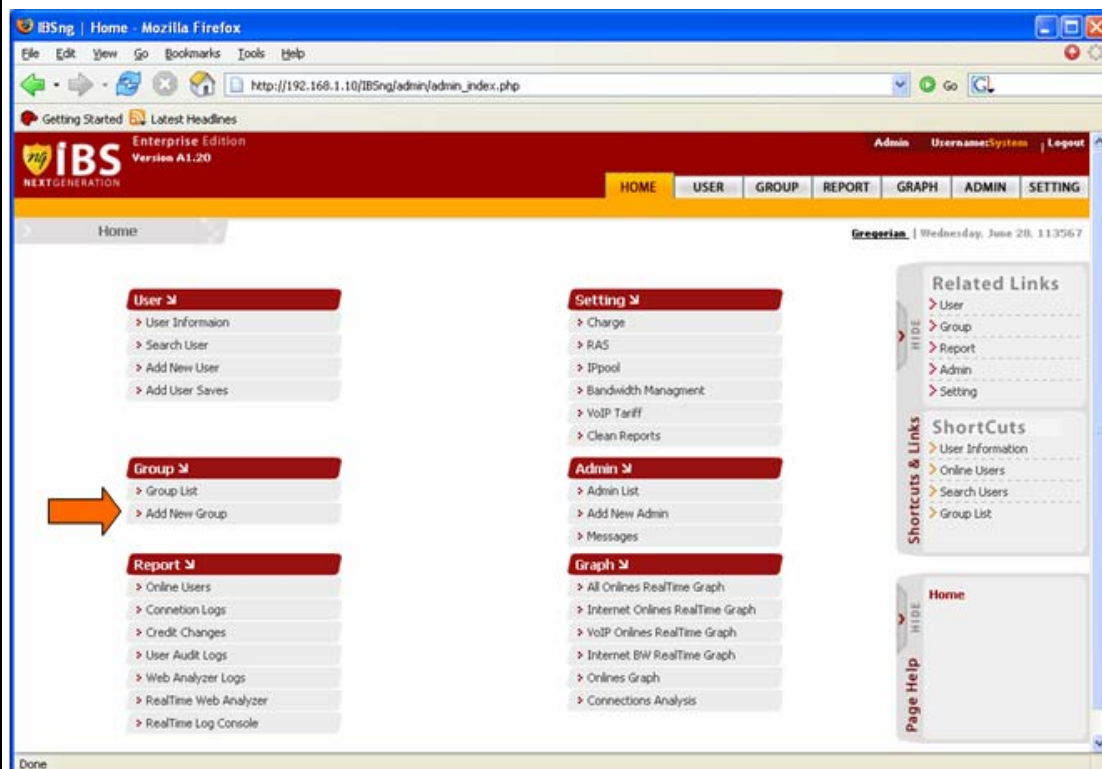 IBSng | Home - Mozilla Firefox
File Edit View Go Bookmarks Tools Help
http://192.168.1.10/IBSng/admin/admin_index.php
Go
Getting Started Latest Headlines
ng IBS
NEXTGENERATION
Enterprise Edition
Version A1.20
Admin Username:System | Logout
HOME USER GROUP REPORT GRAPH ADMIN SETTING
Home
Gregorian | Wednesday, June 28, 113567
User
User Informaion
Search User
Add New User
Add User Saves
Group
Group List
Add New Group
Report
Online Users
Connetion Logs
Credit Changes
User Audit Logs
Web Analyzer Logs
RealTime Web Analyzer
RealTime Log Console
Setting
Charge
RAS
IPpool
Bandwidth Managment
VoIP Tariff
Clean Reports
Admin
Admin List
Add New Admin
Messages
Graph
All Onlines RealTime Graph
Internet Onlines RealTime Graph
VoIP Onlines RealTime Graph
Internet BW RealTime Graph
Onlines Graph
Connections Analysis
HIDE
Shortcuts & Links
Related Links
User
Group
Report
Admin
Setting
ShortCuts
User Information
Online Users
Search Users
Group List
HIDE
Page Help
Home
Done